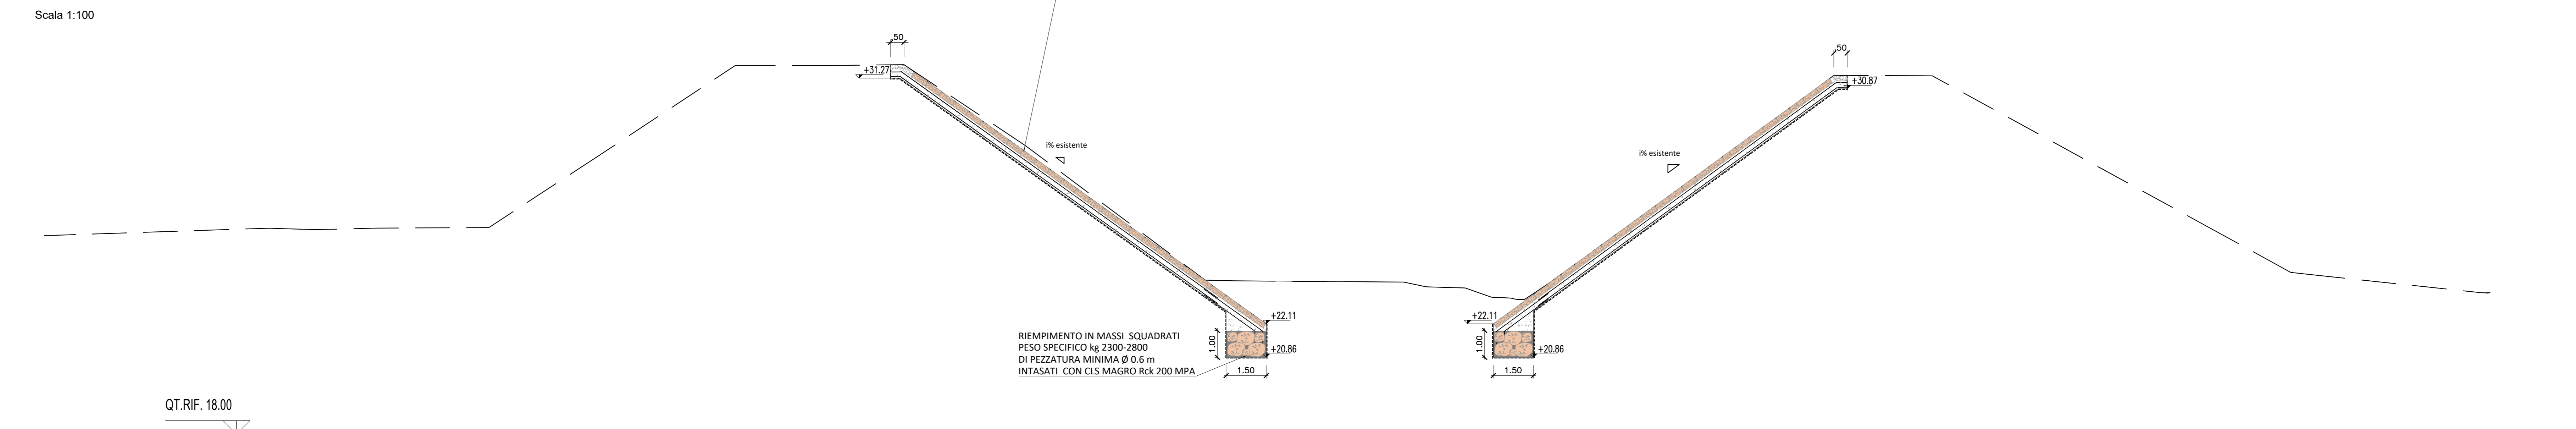 Scala 1:100
50
+31.27
i% esistente
50
+30.87
i% esistente
+22.11
1.00
+20.86
1.50
RIEMPIMENTO IN MASSI SQUADRATI
PESO SPECIFICO kg 2300-2800
DI PEZZATURA MINIMA Ø 0.6 m
INTASATI CON CLS MAGRO Rck 200 MPA
+22.11
1.00
+20.86
1.50
QT.RIF. 18.00